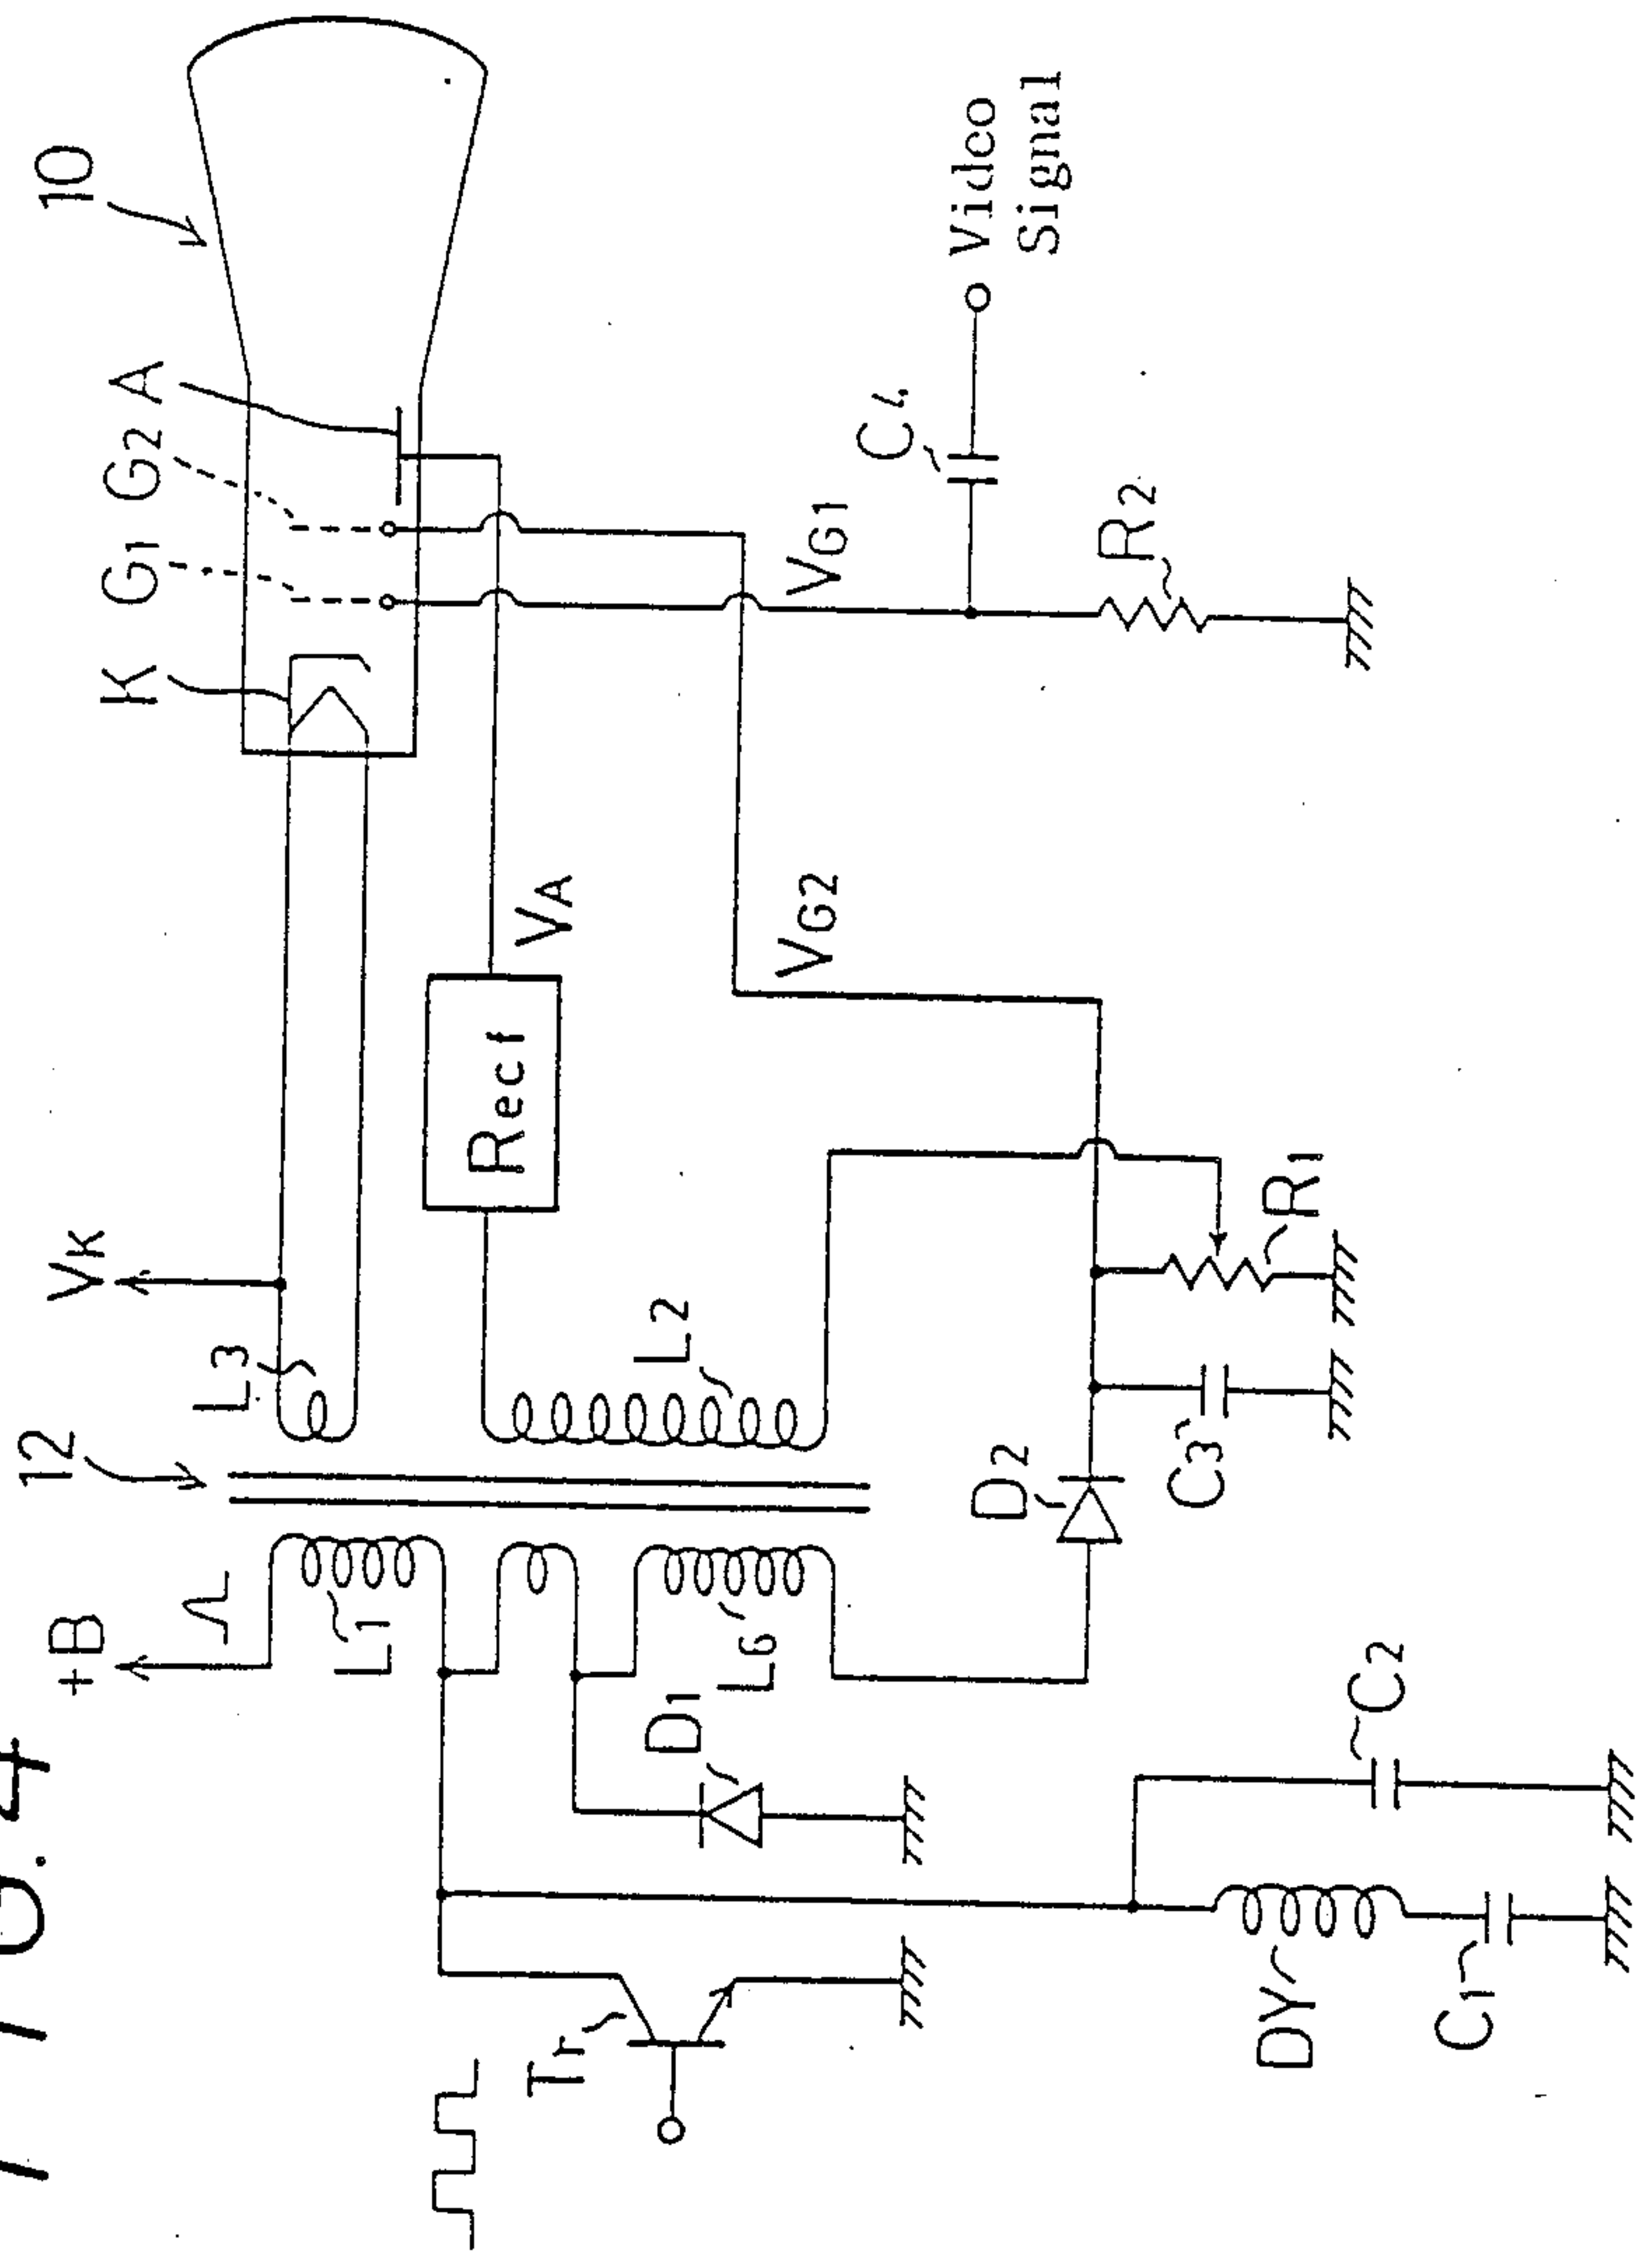 FIG. 4
+B
12
VK
10
L3
K
G1
G2
A
L1
L2
Rect
VA
L6
D1
Tr
D2
VG2
VG1
C4
Vidco
Signal
R2
C3
R1
DY
C1
C2